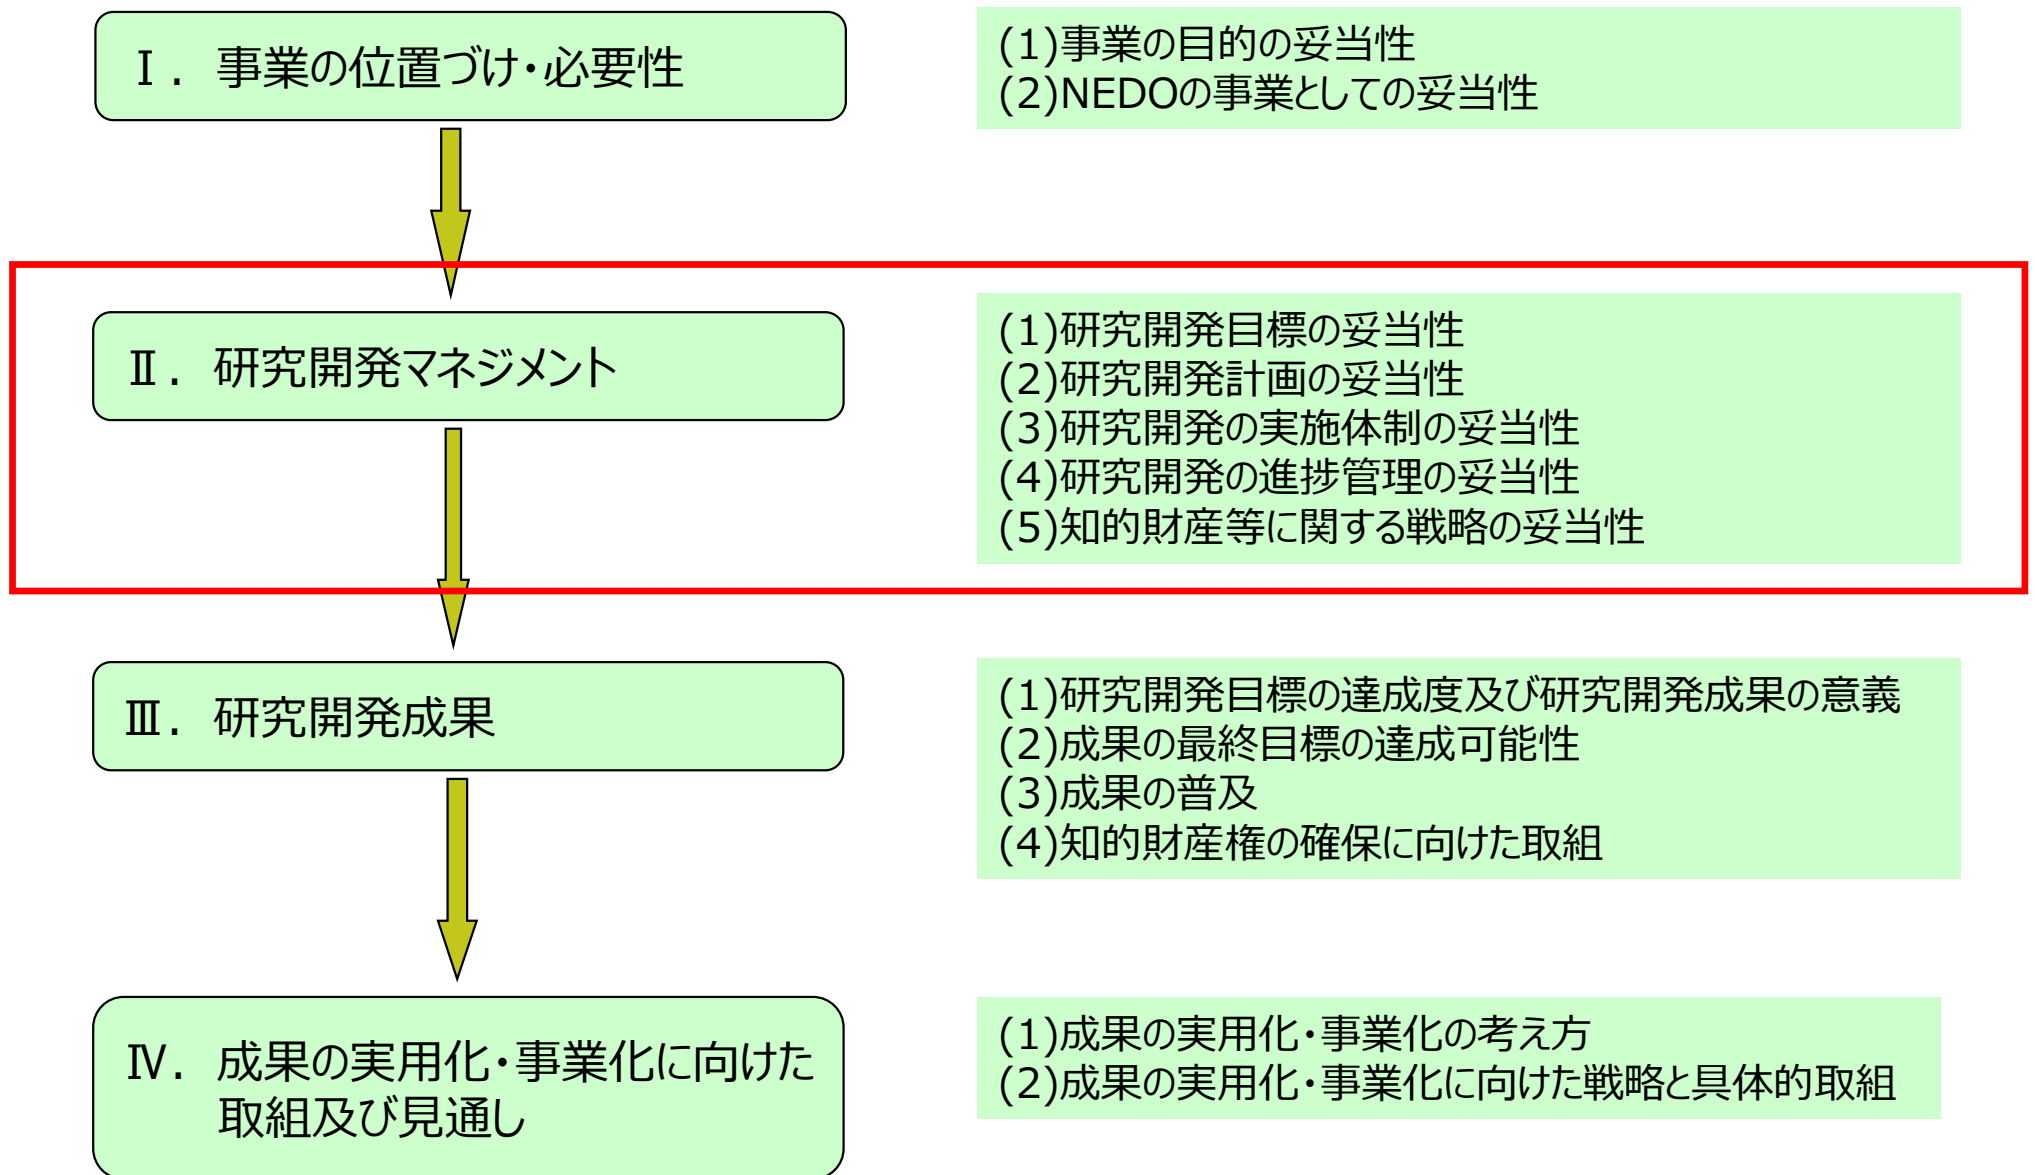 Ⅰ. 事業の位置づけ・必要性
(1)事業の目的の妥当性
(2)NEDOの事業としての妥当性
Ⅱ. 研究開発マネジメント
(1)研究開発目標の妥当性
(2)研究開発計画の妥当性
(3)研究開発の実施体制の妥当性
(4)研究開発の進捗管理の妥当性
(5)知的財産等に関する戦略の妥当性
Ⅲ. 研究開発成果
(1)研究開発目標の達成度及び研究開発成果の意義
(2)成果の最終目標の達成可能性
(3)成果の普及
(4)知的財産権の確保に向けた取組
Ⅳ. 成果の実用化・事業化に向けた
取組及び見通し
(1)成果の実用化・事業化の考え方
(2)成果の実用化・事業化に向けた戦略と具体的取組